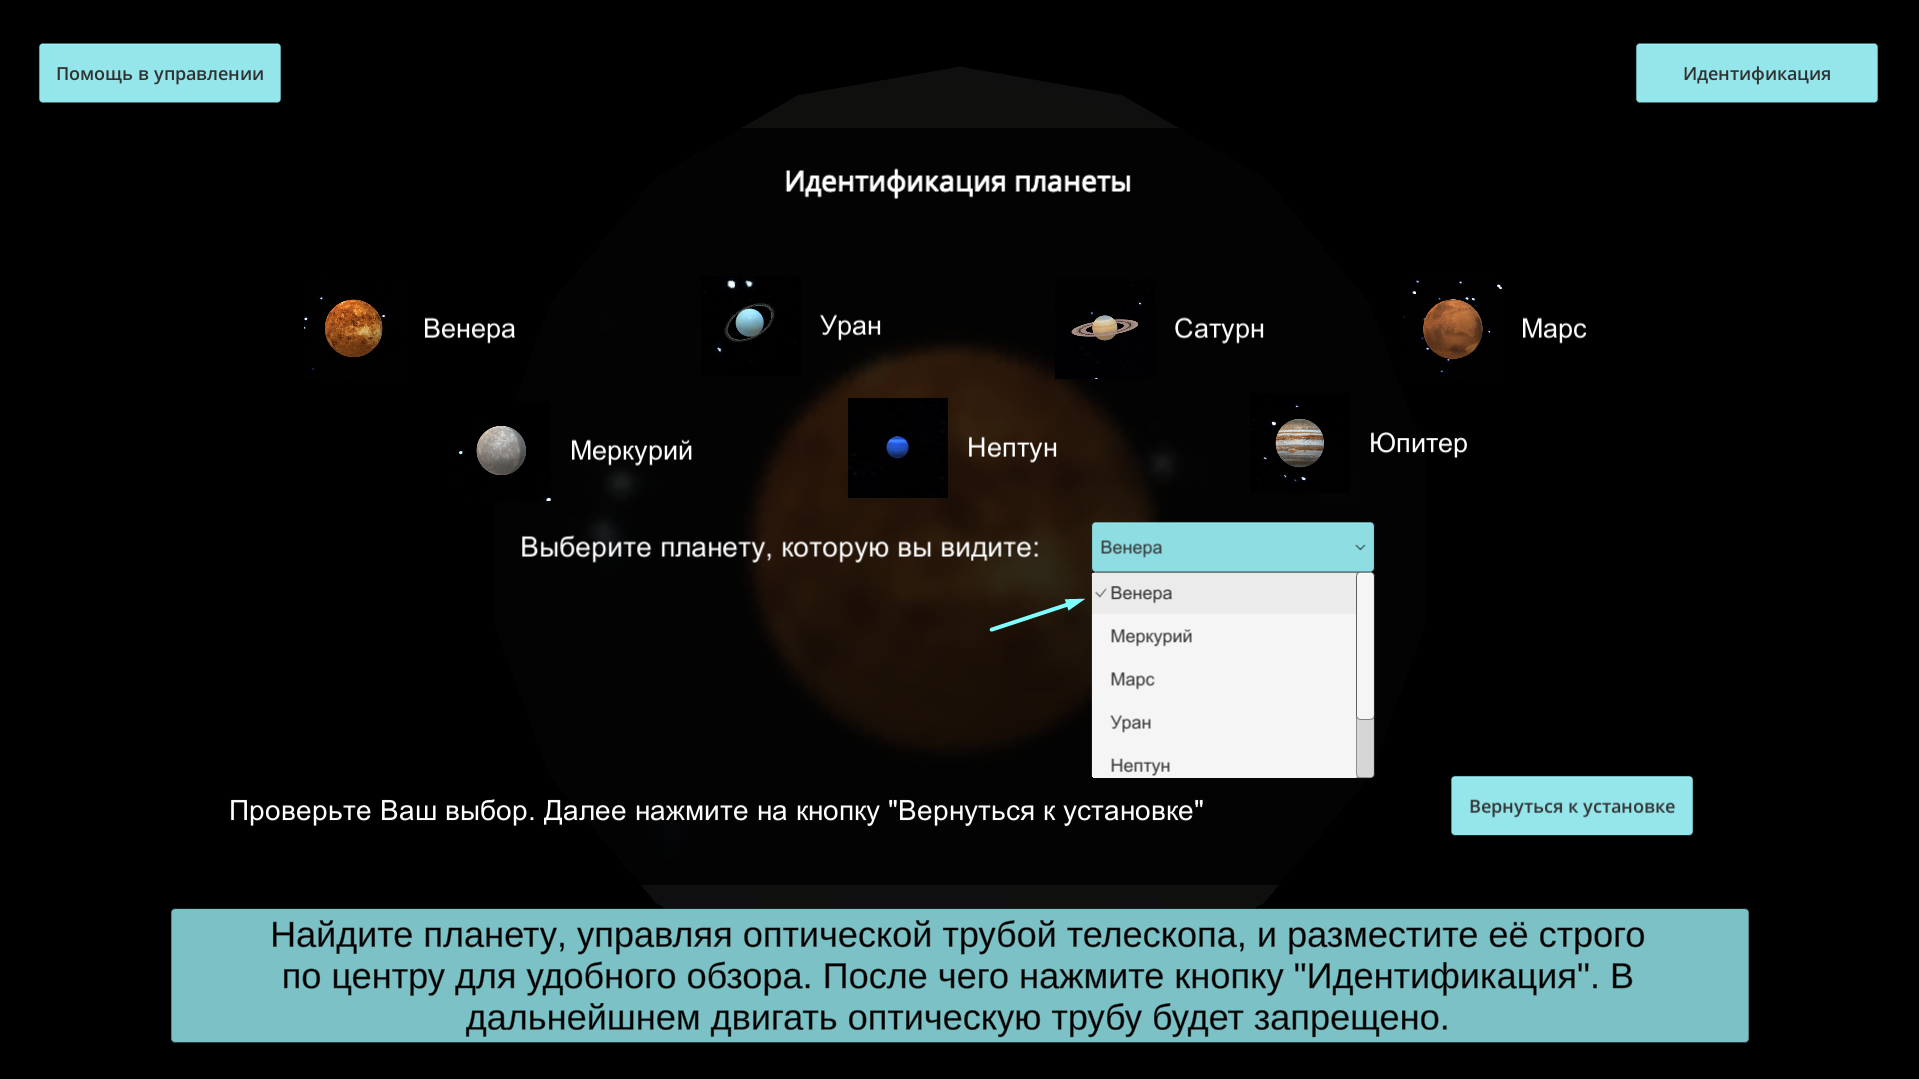 Помощь в управлении
Идентификация
Идентификация планеты
Венера
Уран
Сатурн
Марс
Меркурий
Нептун
Юпитер
Выберите планету, которую вы видите:
Венера
Венера
Меркурий
Марс
Уран
Нептун
Проверьте Ваш выбор. Далее нажмите на кнопку "Вернуться к установке"
Вернуться к установке
Найдите планету, управляя оптической трубой телескопа, и разместите её строго
по центру для удобного обзора. После чего нажмите кнопку "Идентификация". В
дальнейшнем двигать оптическую трубу будет запрещено.